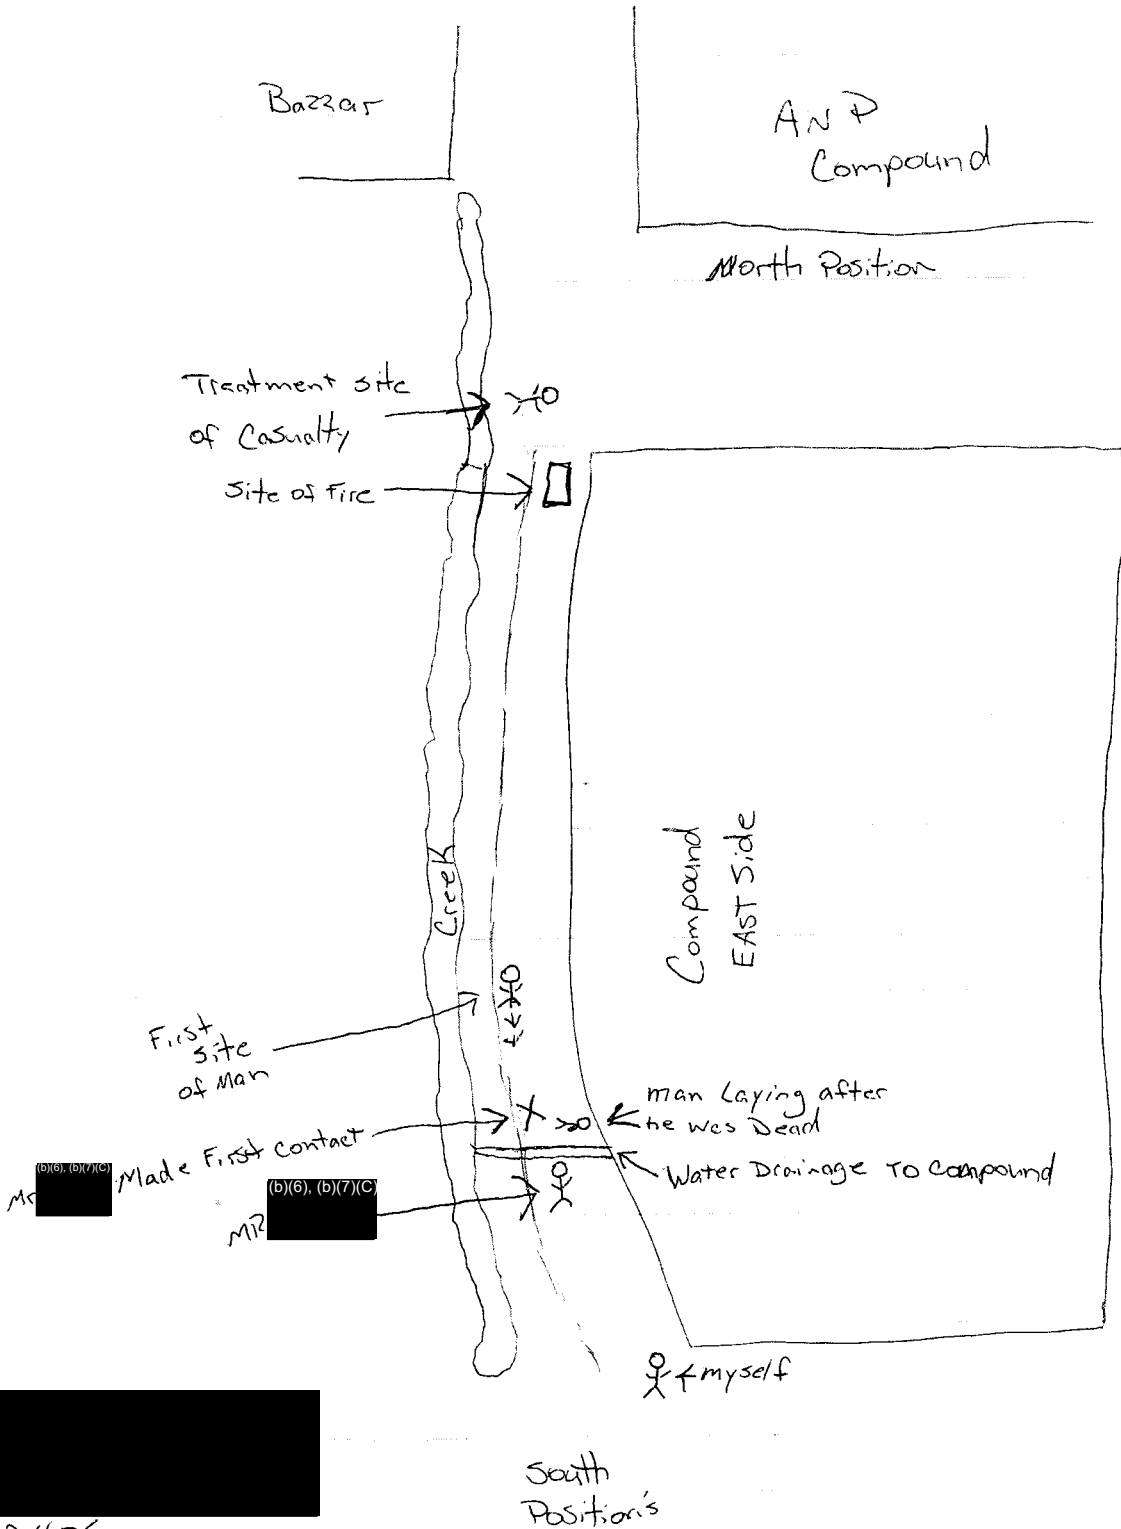 Bazzar
ANP
Compound
North Position
Treatment site
of Casualty
Site of Fire
Creek
Compound
EAST Side
First
site
of Man
man Laying after
he was Dead
Mr (b)(6), (b)(7)(C) Made First contact
Water Drainage To Compound
MR (b)(6), (b)(7)(C)
←myself
South
Position's